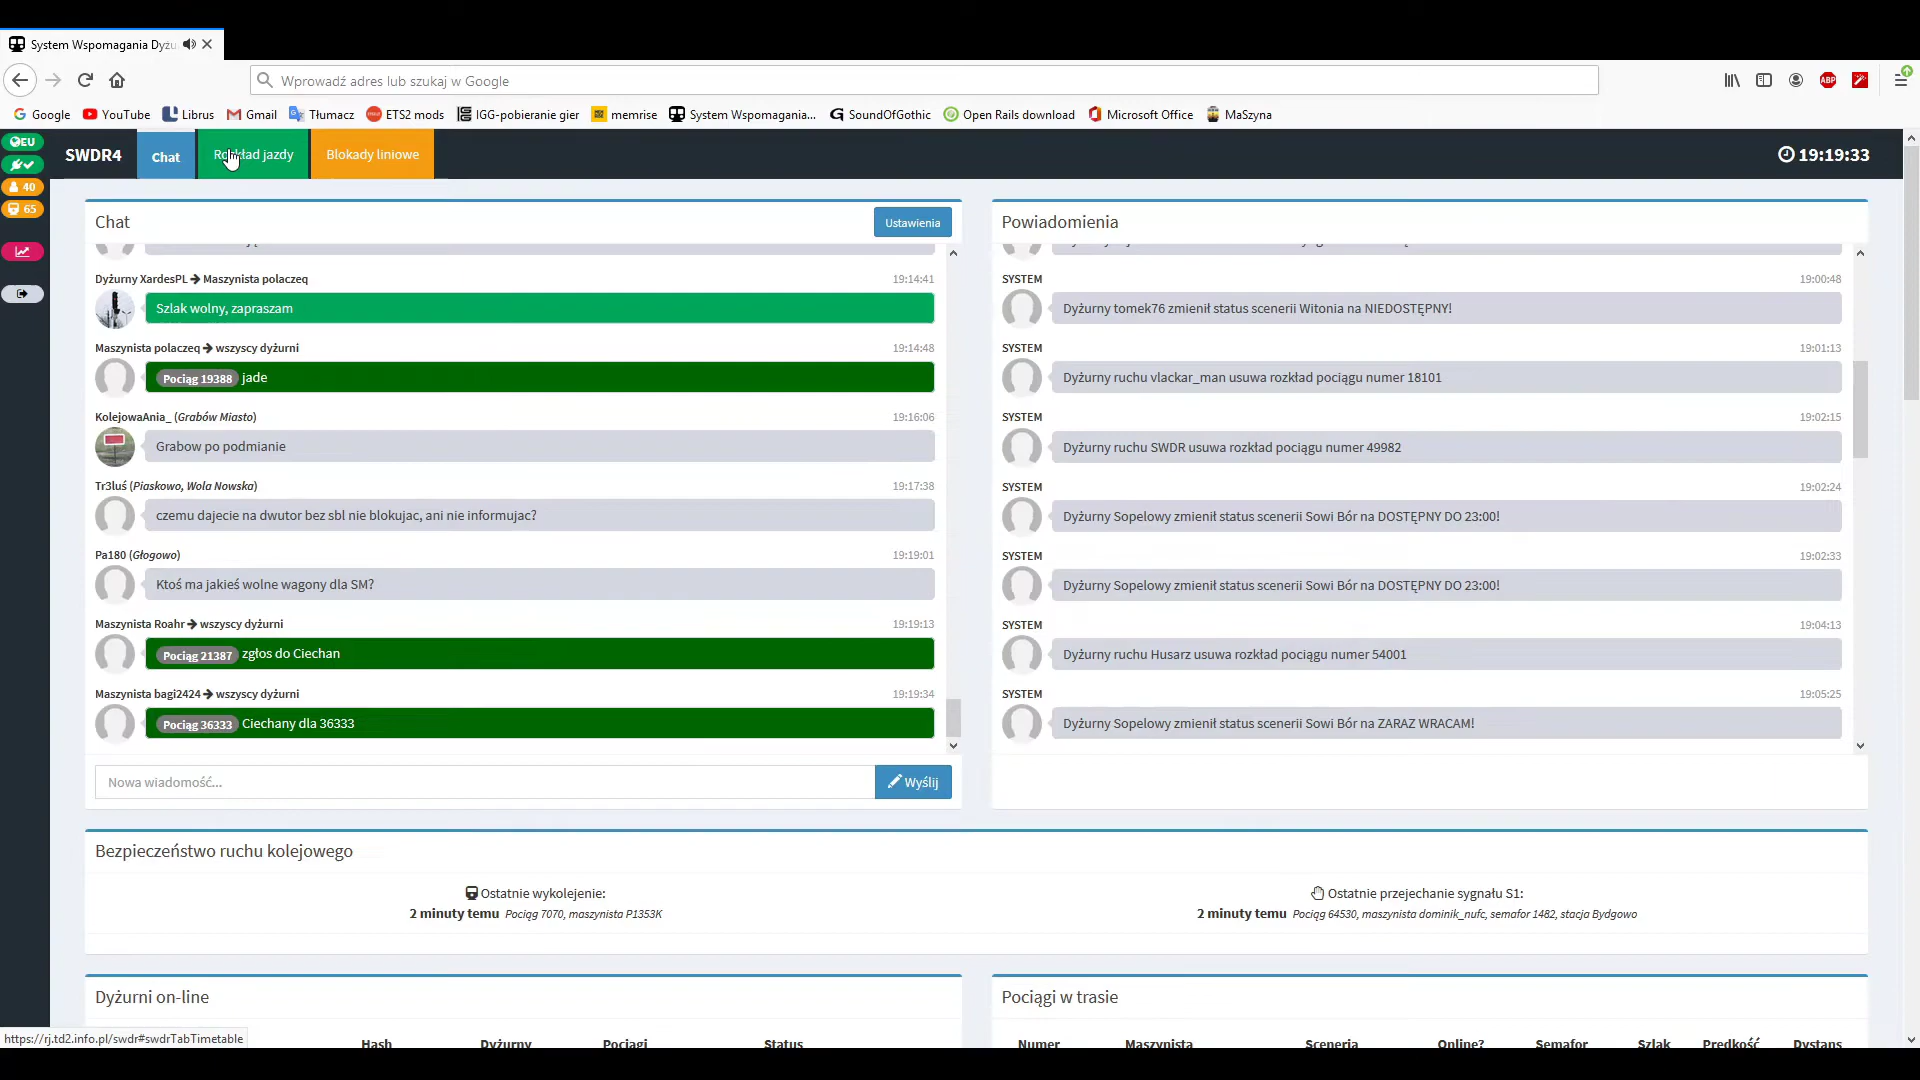 System Wspomagania Dyżu
Wprowadź adres lub szukaj w Google
ABP
Google YouTube Librus Gmail Tłumacz ETS2 mods IGG-pobieranie gier memrise System Wspomagania... SoundOfGothic Open Rails download Microsoft Office MaSzyna
EU
40
65
SWDR4 Chat Rozkład jazdy Blokady liniowe 19:19:33
Chat Ustawienia
Dyżurny XardesPL Maszynista polaczeq 19:14:41
Szlak wolny, zapraszam
Maszynista polaczeq wszyscy dyżurni 19:14:48
Pociąg 19388 jade
KolejowaAnia_ (Grabów Miasto) 19:16:06
Grabow po podmianie
Tr3luś (Piaskowo, Wola Nowska) 19:17:38
czemu dajecie na dwutor bez sbl nie blokujac, ani nie informujac?
Pa180 (Głogowo) 19:19:01
Ktoś ma jakieś wolne wagony dla SM?
Maszynista Roahr wszyscy dyżurni 19:19:13
Pociąg 21387 zgłos do Ciechan
Maszynista bagi2424 wszyscy dyżurni 19:19:34
Pociąg 36333 Ciechany dla 36333
Nowa wiadomość... Wyślij
Powiadomienia
SYSTEM 19:00:48
Dyżurny tomek76 zmienił status scenerii Witonia na NIEDOSTĘPNY!
SYSTEM 19:01:13
Dyżurny ruchu vlackar_man usuwa rozkład pociągu numer 18101
SYSTEM 19:02:15
Dyżurny ruchu SWDR usuwa rozkład pociągu numer 49982
SYSTEM 19:02:24
Dyżurny Sopelowy zmienił status scenerii Sowi Bór na DOSTĘPNY DO 23:00!
SYSTEM 19:02:33
Dyżurny Sopelowy zmienił status scenerii Sowi Bór na DOSTĘPNY DO 23:00!
SYSTEM 19:04:13
Dyżurny ruchu Husarz usuwa rozkład pociągu numer 54001
SYSTEM 19:05:25
Dyżurny Sopelowy zmienił status scenerii Sowi Bór na ZARAZ WRACAM!
Bezpieczeństwo ruchu kolejowego
Ostatnie wykolejenie:
2 minuty temu Pociąg 7070, maszynista P1353K
Ostatnie przejechanie sygnału S1:
2 minuty temu Pociąg 64530, maszynista dominik_nufc, semafor 1482, stacja Bydgowo
Dyżurni on-line
Hash Dyżurny Pociągi Status
Pociągi w trasie
Numer Maszynista Sceneria Online? Semafor Szlak Prędkość Dystans
https://rj.td2.info.pl/swdr#swdrTabTimetable